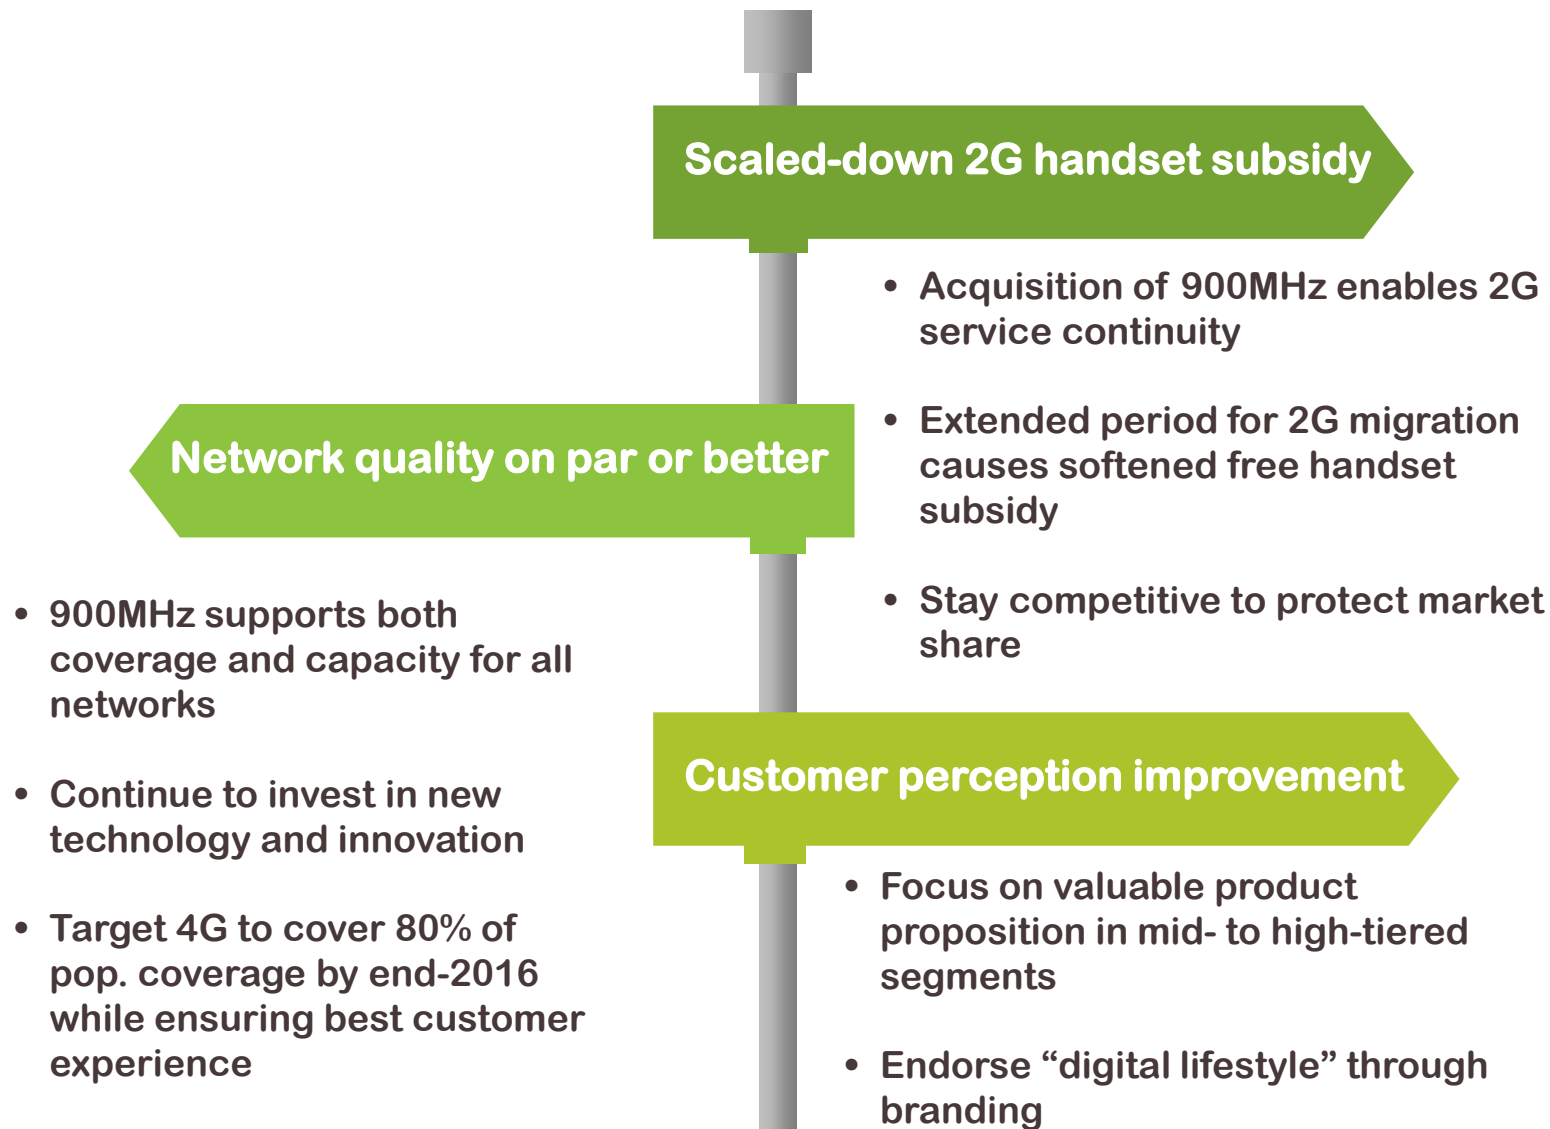 Scaled-down 2G handset subsidy
• Acquisition of 900MHz enables 2G
service continuity
• Extended period for 2G migration
causes softened free handset
subsidy
• Stay competitive to protect market
share
Network quality on par or better
• 900MHz supports both
coverage and capacity for all
networks
• Continue to invest in new
technology and innovation
• Target 4G to cover 80% of
pop. coverage by end-2016
while ensuring best customer
experience
Customer perception improvement
• Focus on valuable product
proposition in mid- to high-tiered
segments
• Endorse “digital lifestyle” through
branding